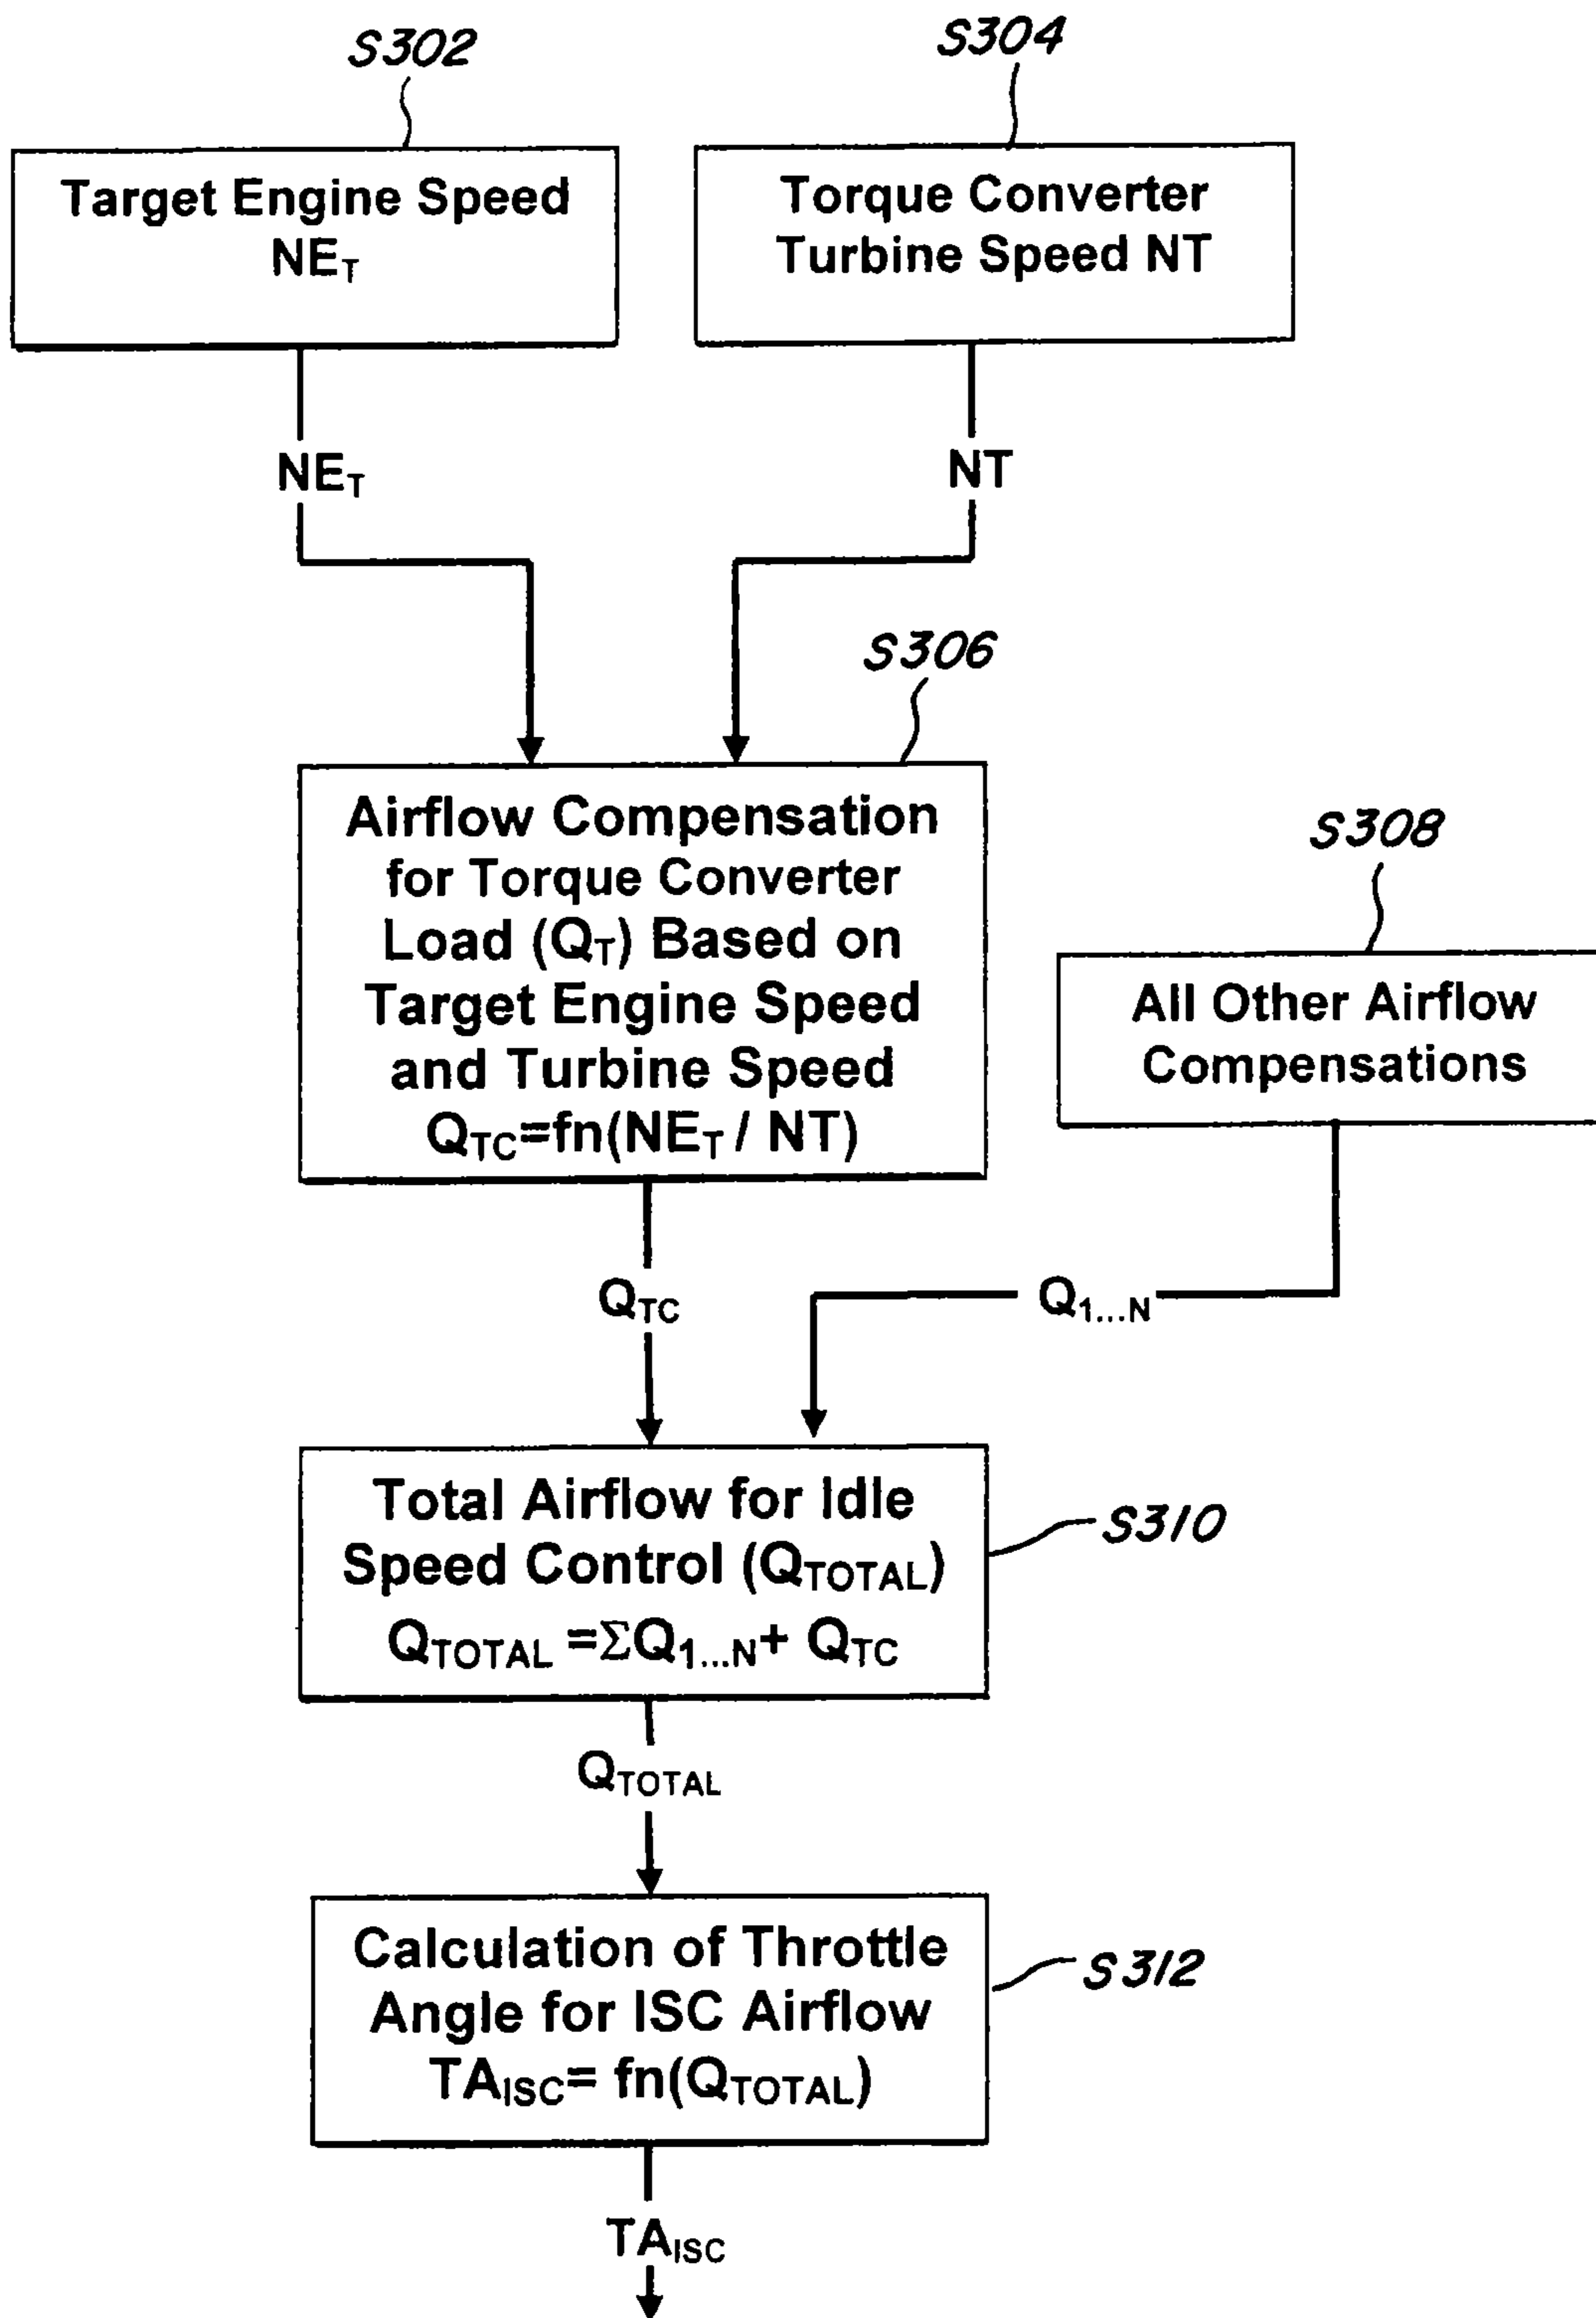 S302
S304
Target Engine Speed
NE_T
Torque Converter
Turbine Speed NT
NE_T
NT
S306
Airflow Compensation
for Torque Converter
Load (Q_T) Based on
Target Engine Speed
and Turbine Speed
Q_TC=fn(NE_T / NT)
S308
All Other Airflow
Compensations
Q_TC
Q_1...N
Total Airflow for Idle
Speed Control (Q_TOTAL)
Q_TOTAL =ΣQ_1...N+ Q_TC
S310
Q_TOTAL
Calculation of Throttle
Angle for ISC Airflow
TA_ISC= fn(Q_TOTAL)
S312
TA_ISC